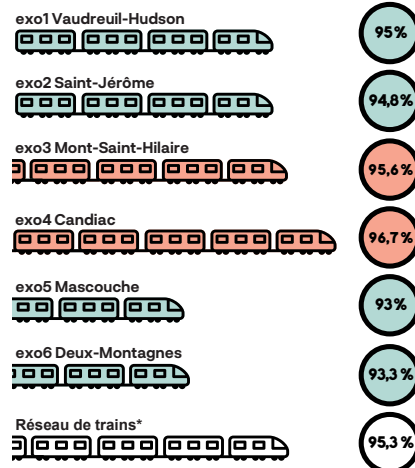 exo1 Vaudreuil-Hudson
95 %
exo2 Saint-Jérôme
94,8 %
exo3 Mont-Saint-Hilaire
95,6 %
exo4 Candiac
96,7 %
exo5 Mascouche
93 %
exo6 Deux-Montagnes
93,3 %
Réseau de trains*
95,3 %